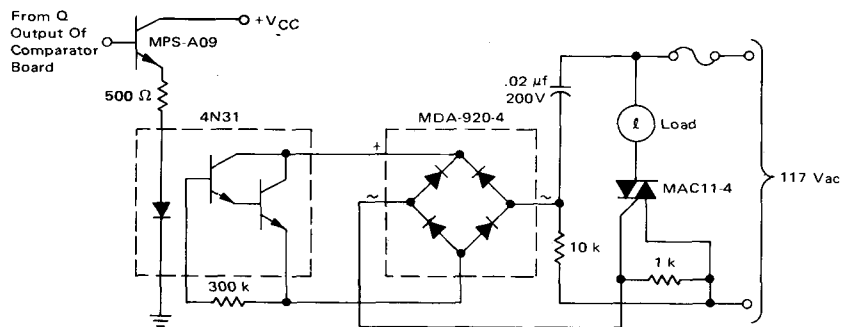 From Q
Output Of
Comparator
Board
MPS-A09
+VCC
500 Ω
4N31
300 k
MDA-920-4
+
~
~
.02 μf
200V
10 k
ℓ
Load
MAC11-4
1 k
117 Vac